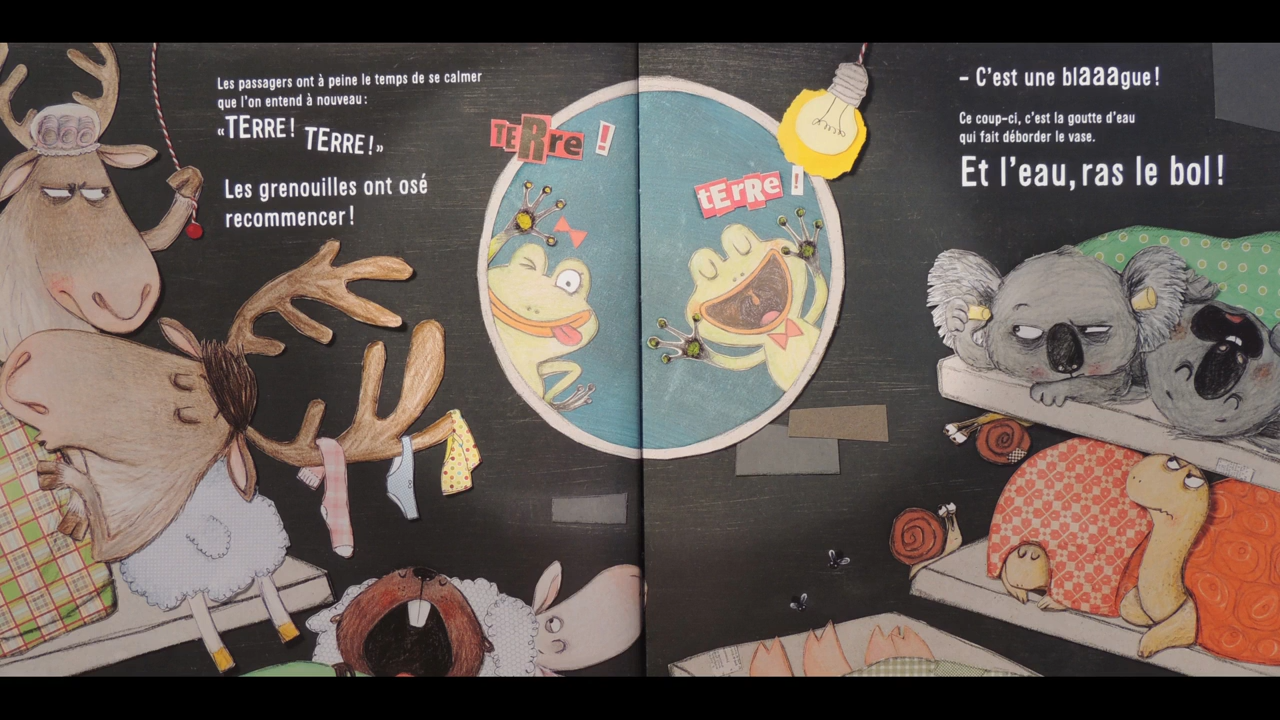 Les passagers ont à peine le temps de se calmer
que l'on entend à nouveau :
«TERRE! TERRE!»
Les grenouilles ont osé
recommencer!
TERre !
tErRe !
– C'est une blaaague!
Ce coup-ci, c'est la goutte d'eau
qui fait déborder le vase.
Et l'eau, ras le bol!